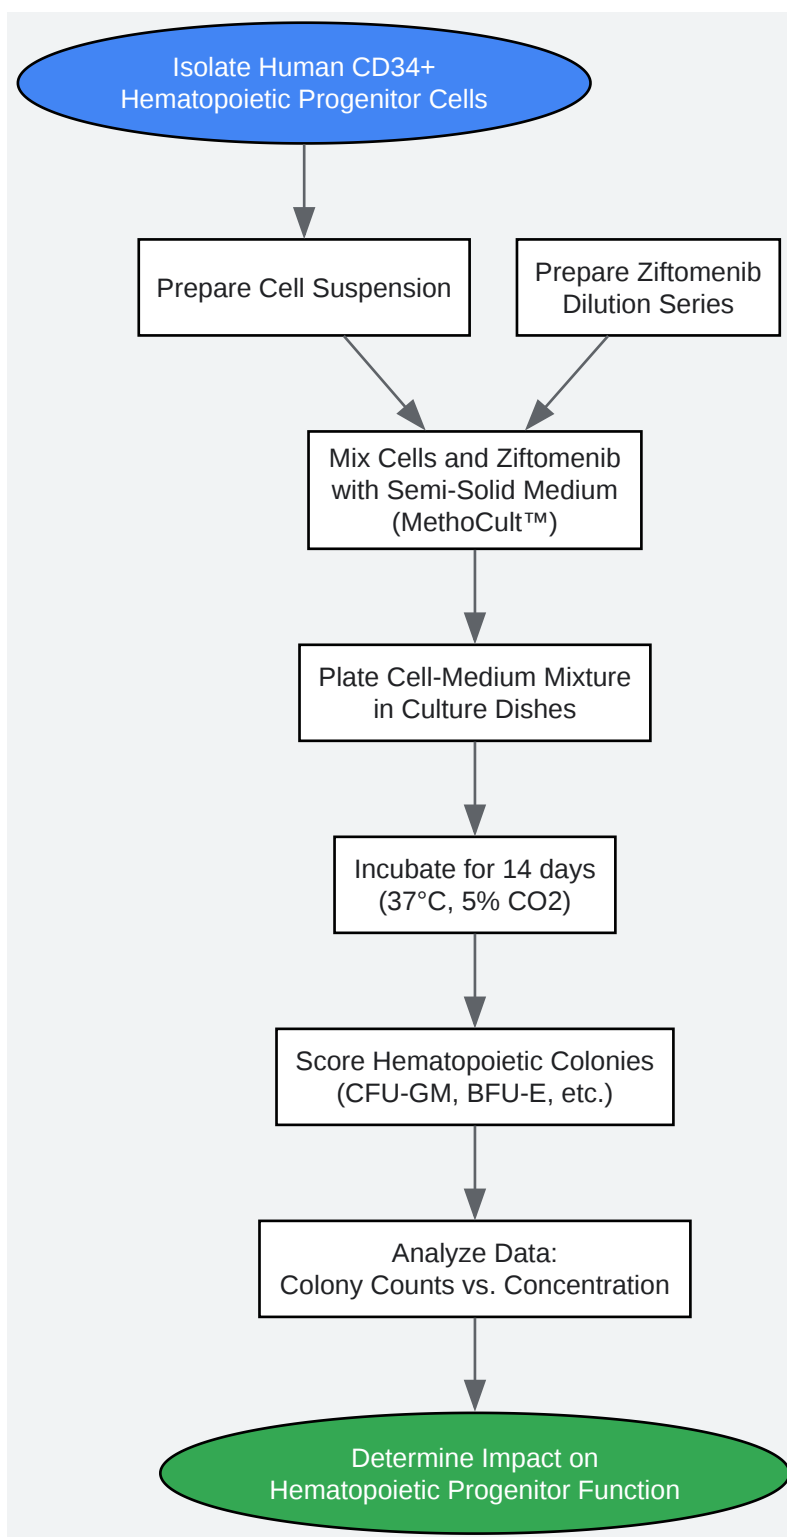 Isolate Human CD34+
Hematopoietic Progenitor Cells
Prepare Cell Suspension
Prepare Ziftomenib
Dilution Series
Mix Cells and Ziftomenib
with Semi-Solid Medium
(MethoCult™)
Plate Cell-Medium Mixture
in Culture Dishes
Incubate for 14 days
(37°C, 5% CO2)
Score Hematopoietic Colonies
(CFU-GM, BFU-E, etc.)
Analyze Data:
Colony Counts vs. Concentration
Determine Impact on
Hematopoietic Progenitor Function